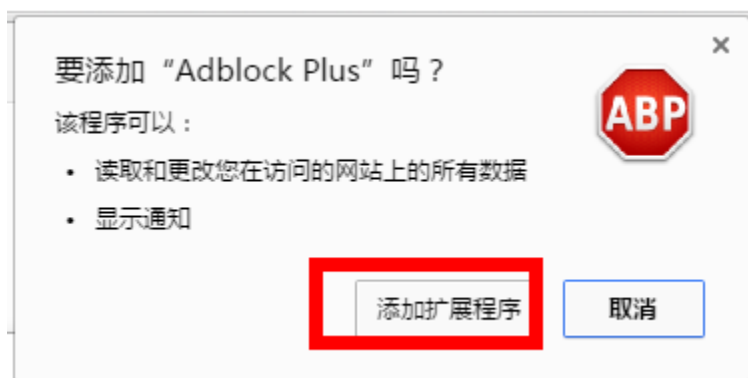 要添加“Adblock Plus”吗？
ABP
该程序可以：
• 读取和更改您在访问的网站上的所有数据
• 显示通知
添加扩展程序
取消